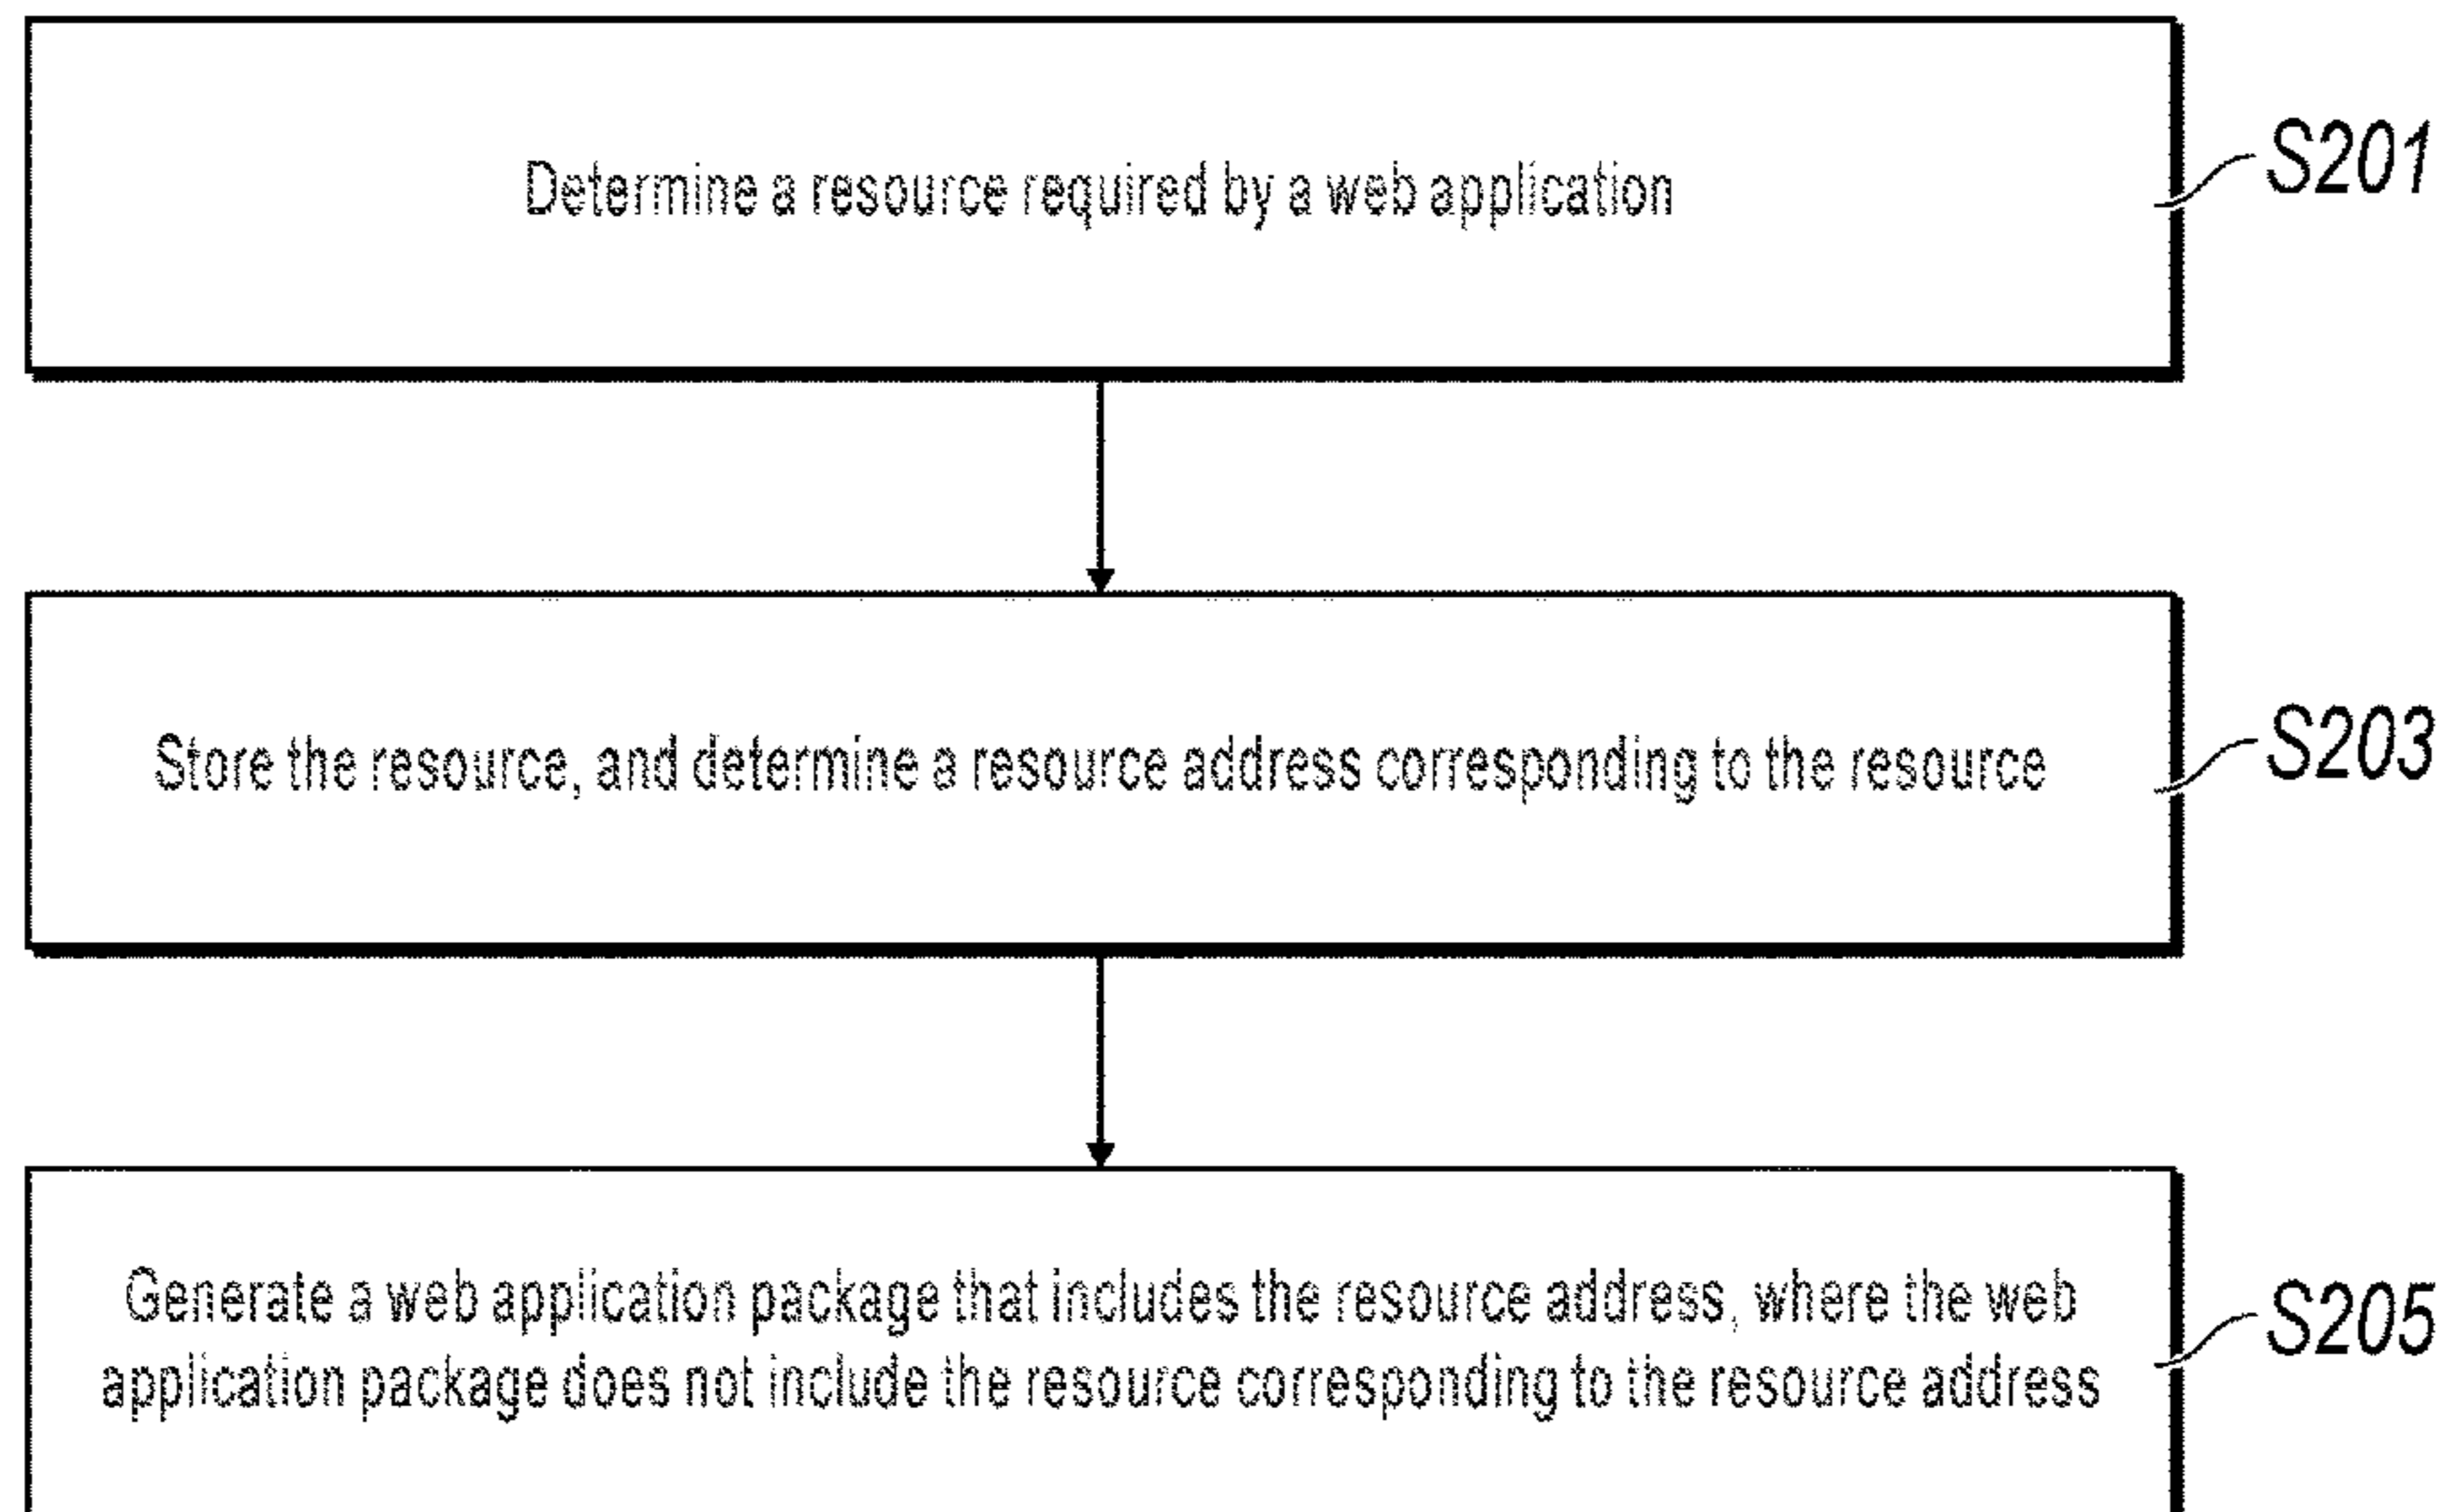 Determine a resource required by a web application
S201
Store the resource, and determine a resource address corresponding to the resource
S203
Generate a web application package that includes the resource address, where the web
application package does not include the resource corresponding to the resource address
S205